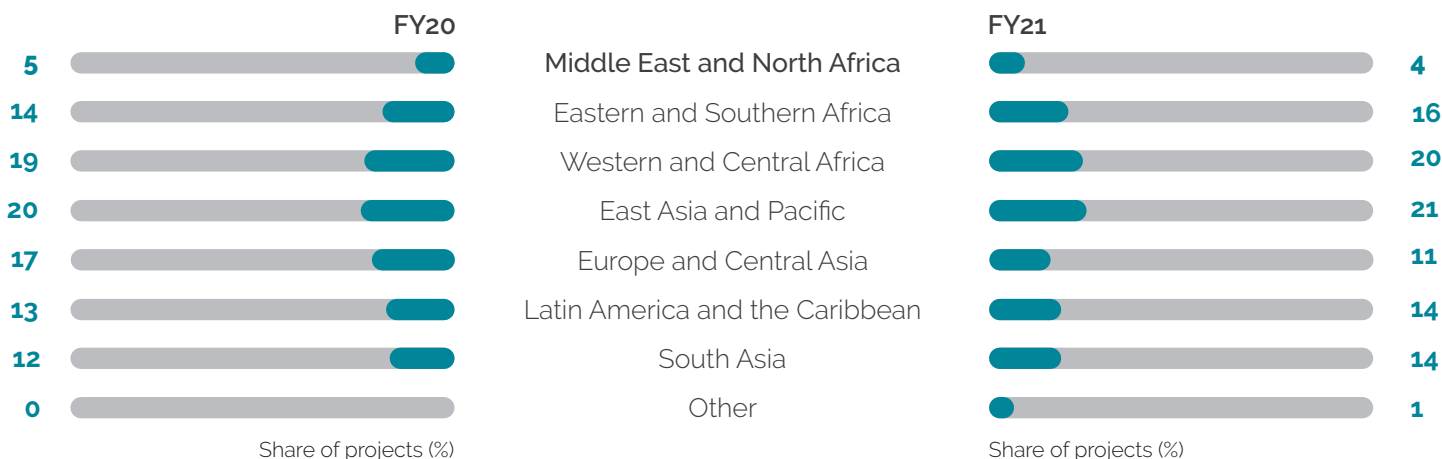 FY20 FY21
5 Middle East and North Africa 4
14 Eastern and Southern Africa 16
19 Western and Central Africa 20
20 East Asia and Pacific 21
17 Europe and Central Asia 11
13 Latin America and the Caribbean 14
12 South Asia 14
0 Other 1
Share of projects (%) Share of projects (%)